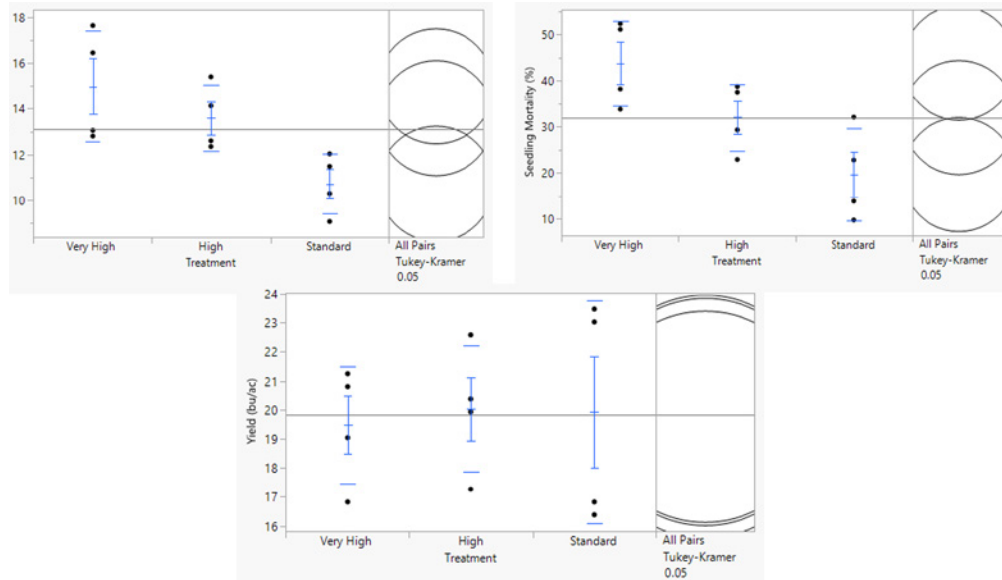 18
16
14
12
10
Very High High Standard
Treatment
All Pairs
Tukey-Kramer
0.05
Seedling Mortality (%)
50
40
30
20
10
Very High High Standard
Treatment
All Pairs
Tukey-Kramer
0.05
Yield (bu/ac)
24
23
22
21
20
19
18
17
16
Very High High Standard
Treatment
All Pairs
Tukey-Kramer
0.05